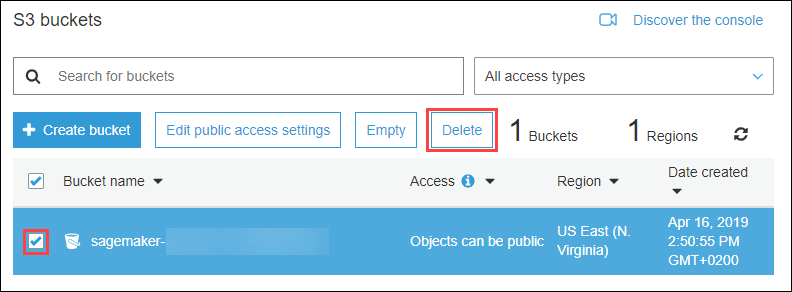 S3 buckets
Discover the console
Search for buckets
All access types
+ Create bucket
Edit public access settings
Empty
Delete
1 Buckets
1 Regions
Bucket name
Access
Region
Date created
sagemaker-
Objects can be public
US East (N.
Virginia)
Apr 16, 2019
2:50:55 PM
GMT+0200